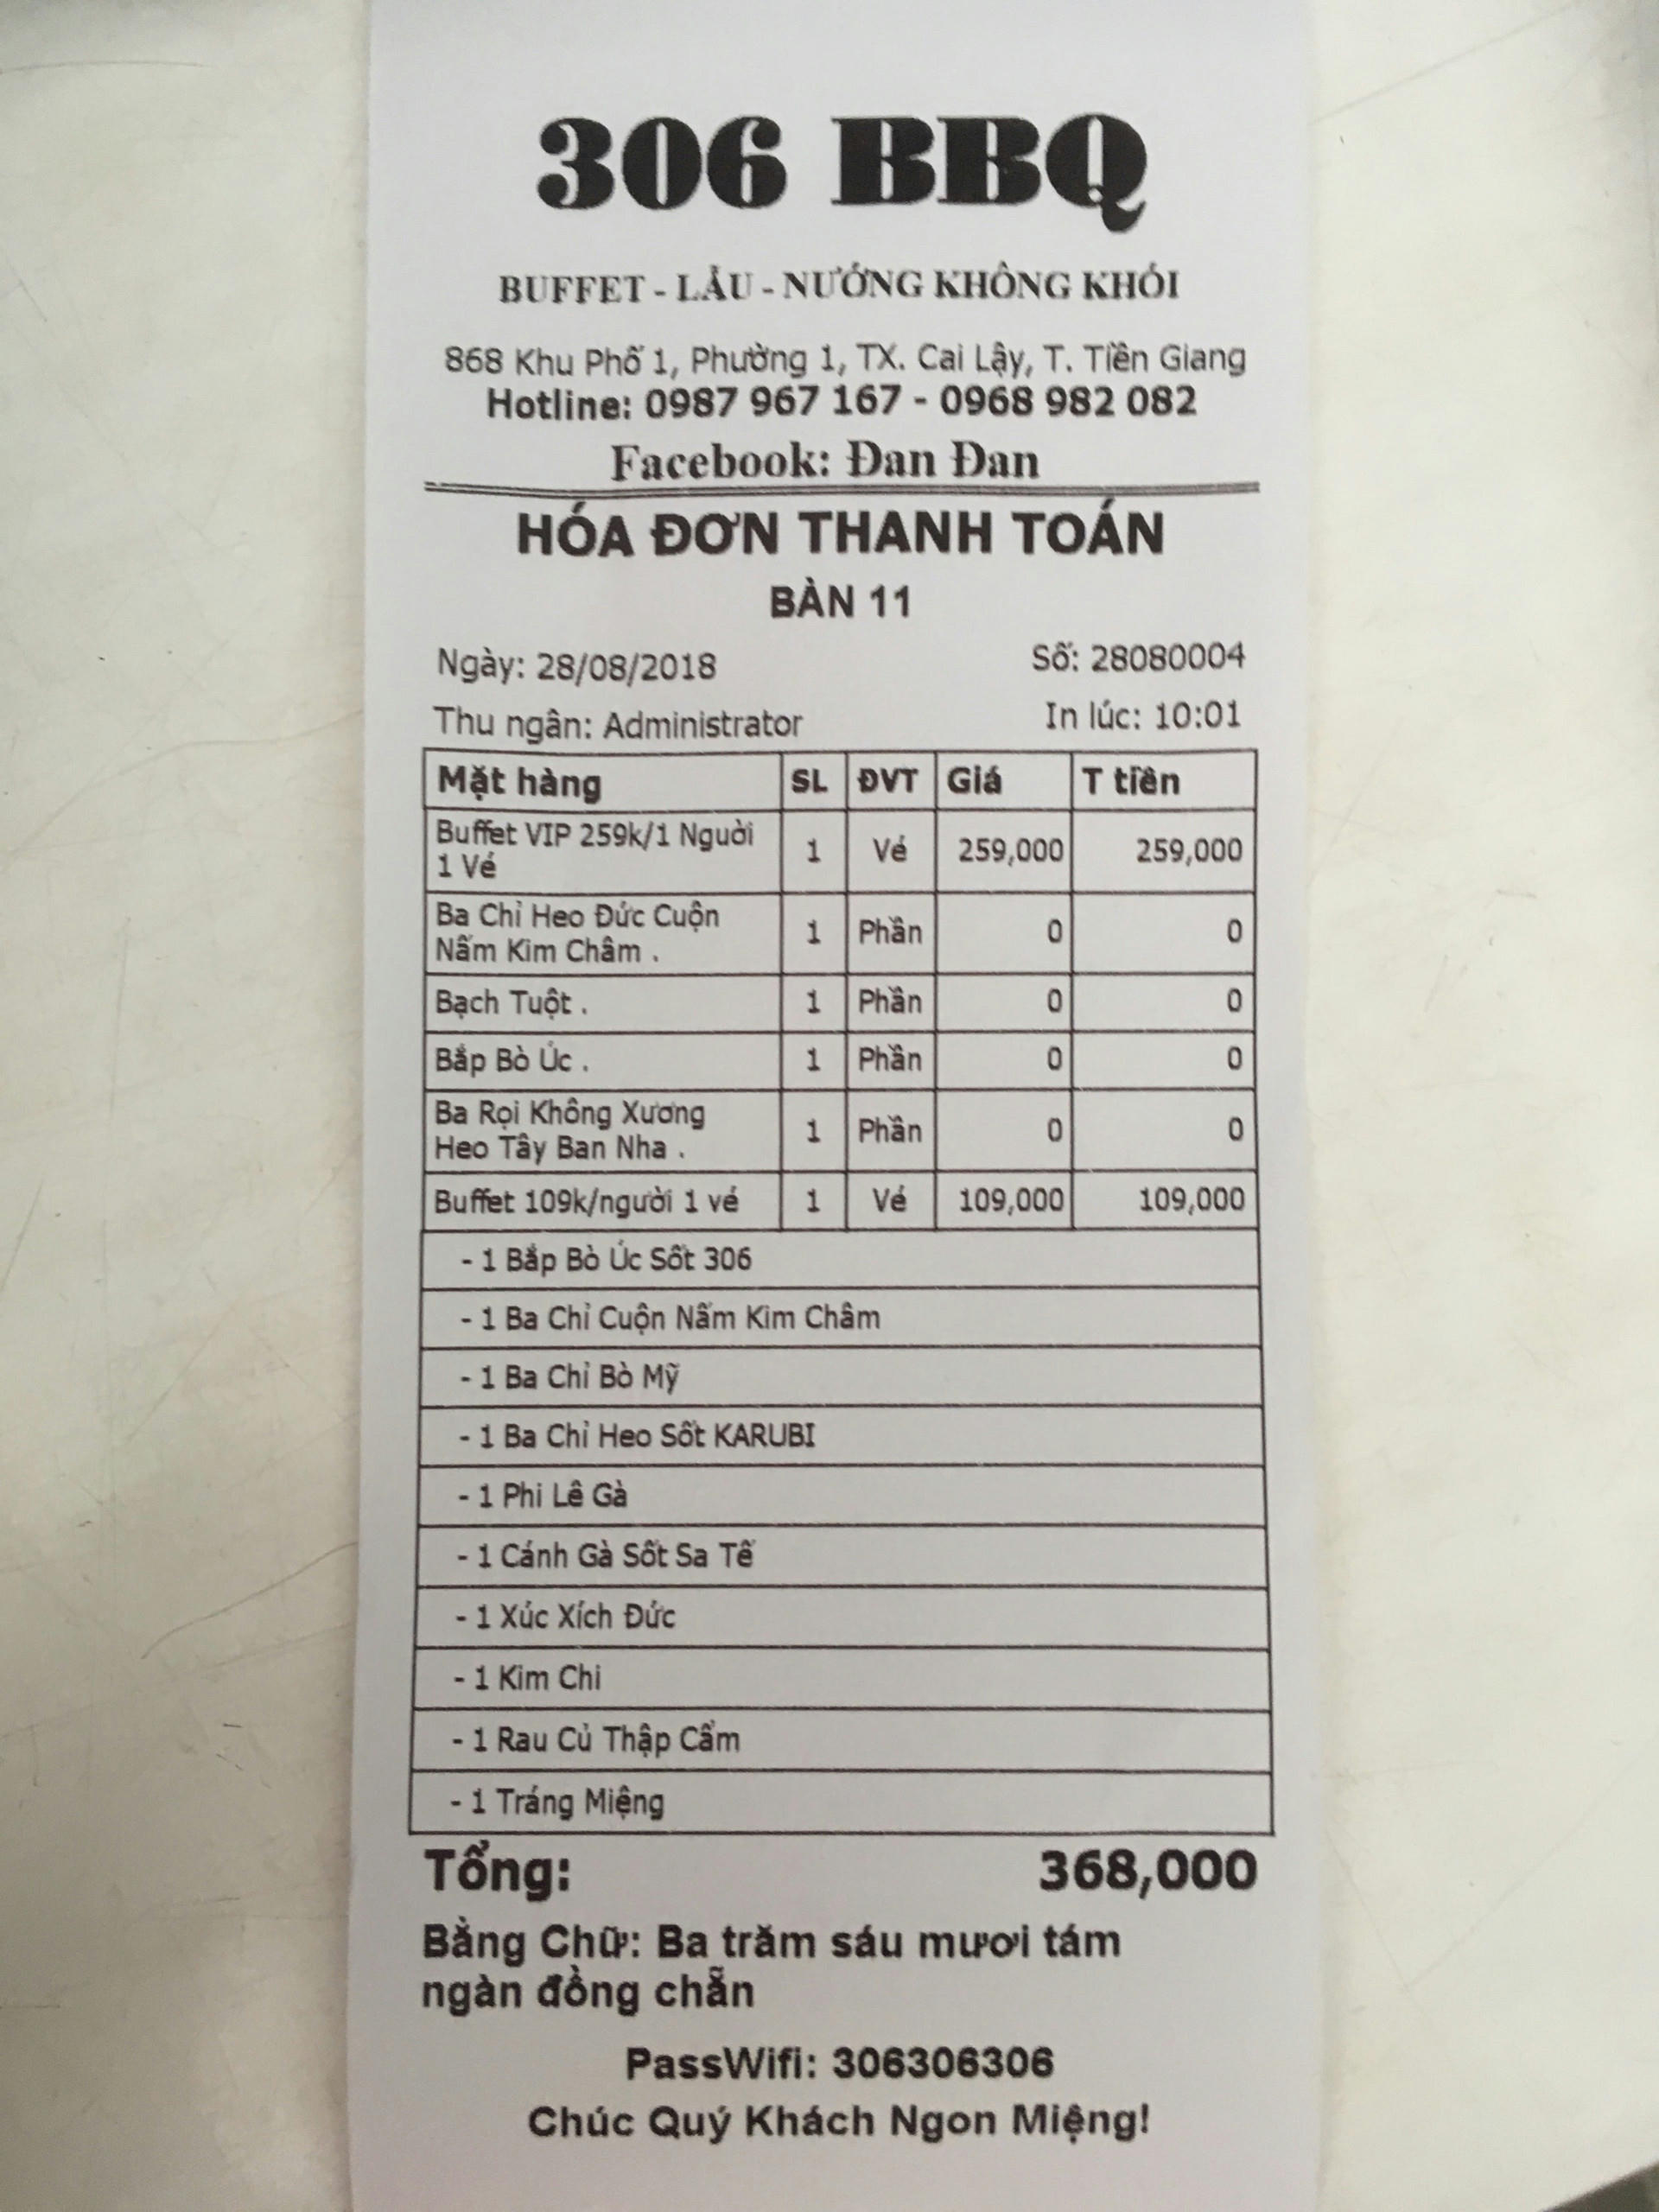 306 BBQ
BUFFET - LẨU - NƯỚNG KHÔNG KHÓI
868 Khu Phố 1, Phường 1, TX. Cai Lậy, T. Tiền Giang
Hotline: 0987 967 167 - 0968 982 082
Facebook: Đan Đan
HÓA ĐƠN THANH TOÁN
BÀN 11
Ngày: 28/08/2018 Số: 28080004
Thu ngân: Administrator In lúc: 10:01
Mặt hàng SL ĐVT Giá T tiền
Buffet VIP 259k/1 Nguời
1 Vé 1 Vé 259,000 259,000
Ba Chỉ Heo Đức Cuộn
Nấm Kim Châm . 1 Phần 0 0
Bạch Tuột . 1 Phần 0 0
Bắp Bò Úc . 1 Phần 0 0
Ba Rọi Không Xương
Heo Tây Ban Nha . 1 Phần 0 0
Buffet 109k/người 1 vé 1 Vé 109,000 109,000
- 1 Bắp Bò Úc Sốt 306
- 1 Ba Chỉ Cuộn Nấm Kim Châm
- 1 Ba Chỉ Bò Mỹ
- 1 Ba Chỉ Heo Sốt KARUBI
- 1 Phi Lê Gà
- 1 Cánh Gà Sốt Sa Tế
- 1 Xúc Xích Đức
- 1 Kim Chi
- 1 Rau Củ Thập Cẩm
- 1 Tráng Miệng
Tổng: 368,000
Bằng Chữ: Ba trăm sáu mươi tám
ngàn đồng chẵn
PassWifi: 306306306
Chúc Quý Khách Ngon Miệng!